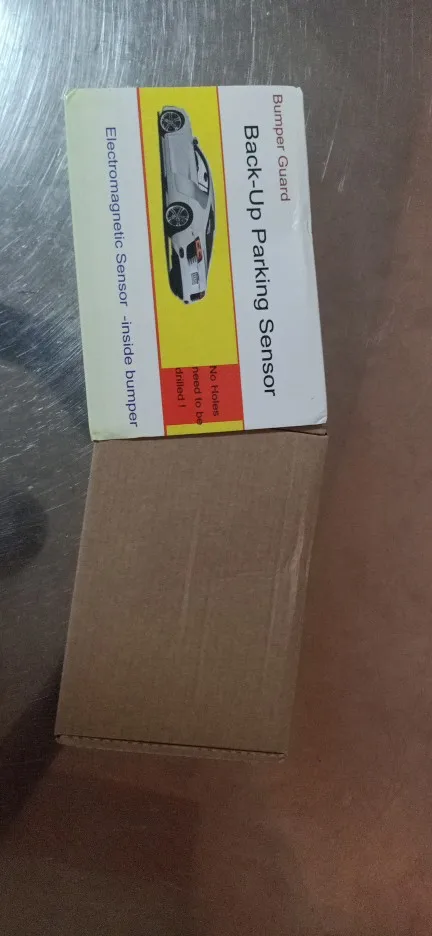 Bumper Guard
Back-Up Parking Sensor
No Holes
need to be
drilled !
Electromagnetic Sensor -inside bumper